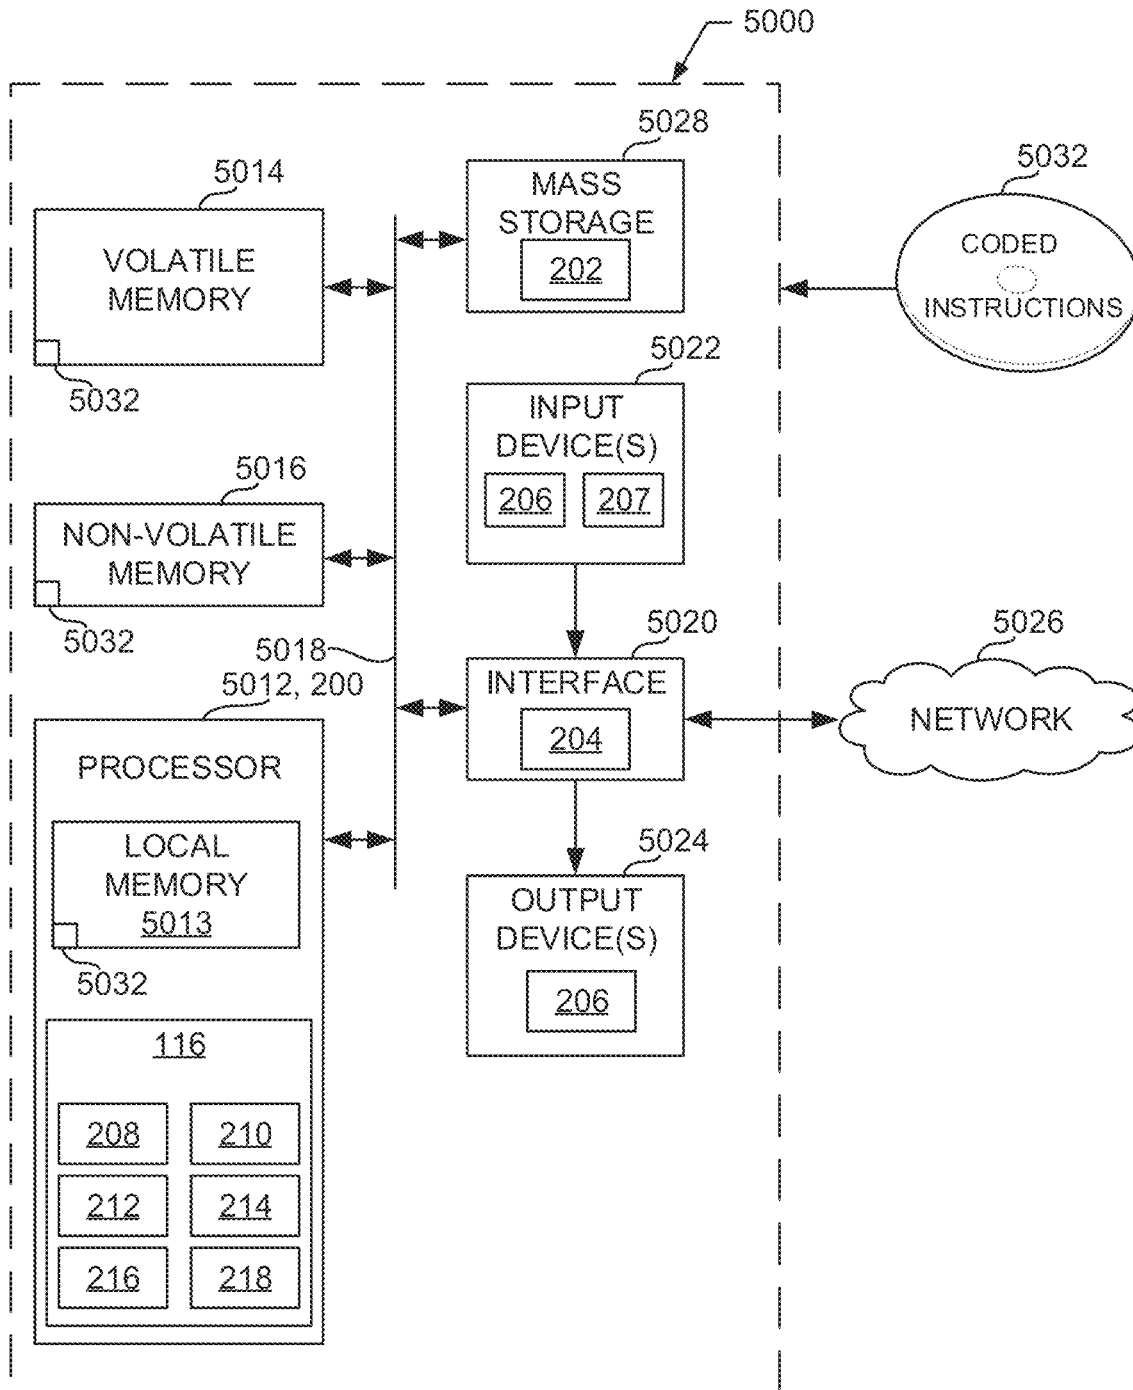 5000
5028
MASS
STORAGE
202
5014
VOLATILE
MEMORY
5032
5032
CODED
INSTRUCTIONS
5022
INPUT
DEVICE(S)
206
207
5016
NON-VOLATILE
MEMORY
5032
5018
5012, 200
5020
INTERFACE
204
5026
NETWORK
PROCESSOR
LOCAL
MEMORY
5013
5032
5024
OUTPUT
DEVICE(S)
206
116
208
210
212
214
216
218